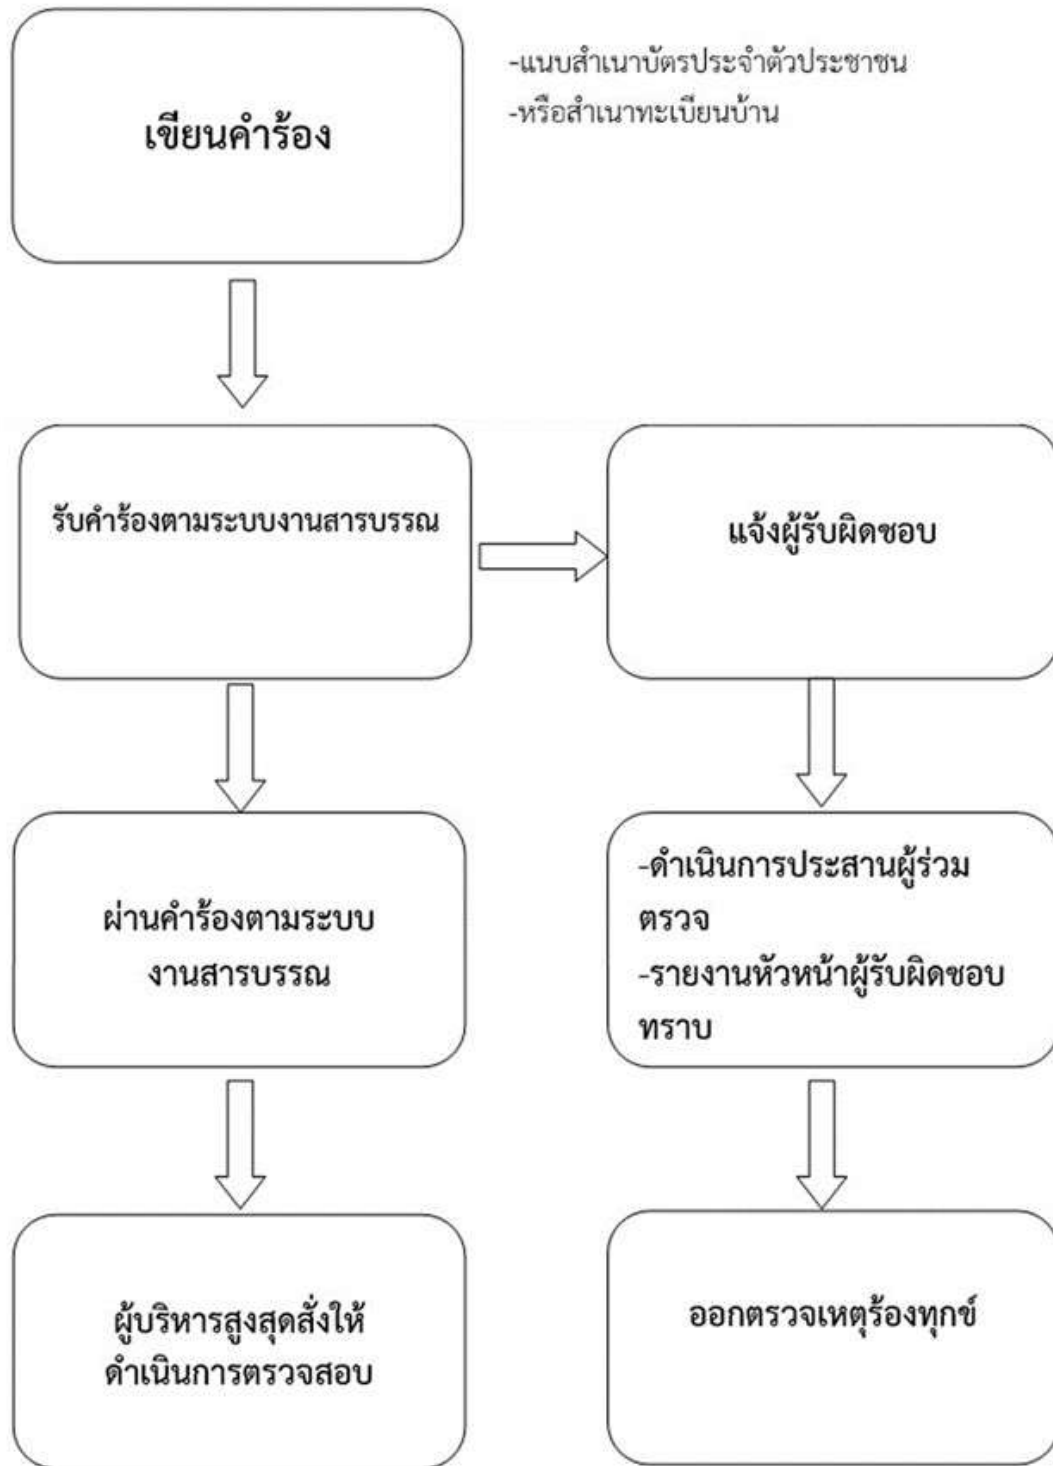 เขียนคำร้อง
-แนบสำเนาบัตรประจำตัวประชาชน
-หรือสำเนาทะเบียนบ้าน
รับคำร้องตามระบบงานสารบรรณ
แจ้งผู้รับผิดชอบ
ผ่านคำร้องตามระบบ
งานสารบรรณ
-ดำเนินการประสานผู้ร่วม
ตรวจ
-รายงานหัวหน้าผู้รับผิดชอบ
ทราบ
ผู้บริหารสูงสุดสั่งให้
ดำเนินการตรวจสอบ
ออกตรวจเหตุร้องทุกข์